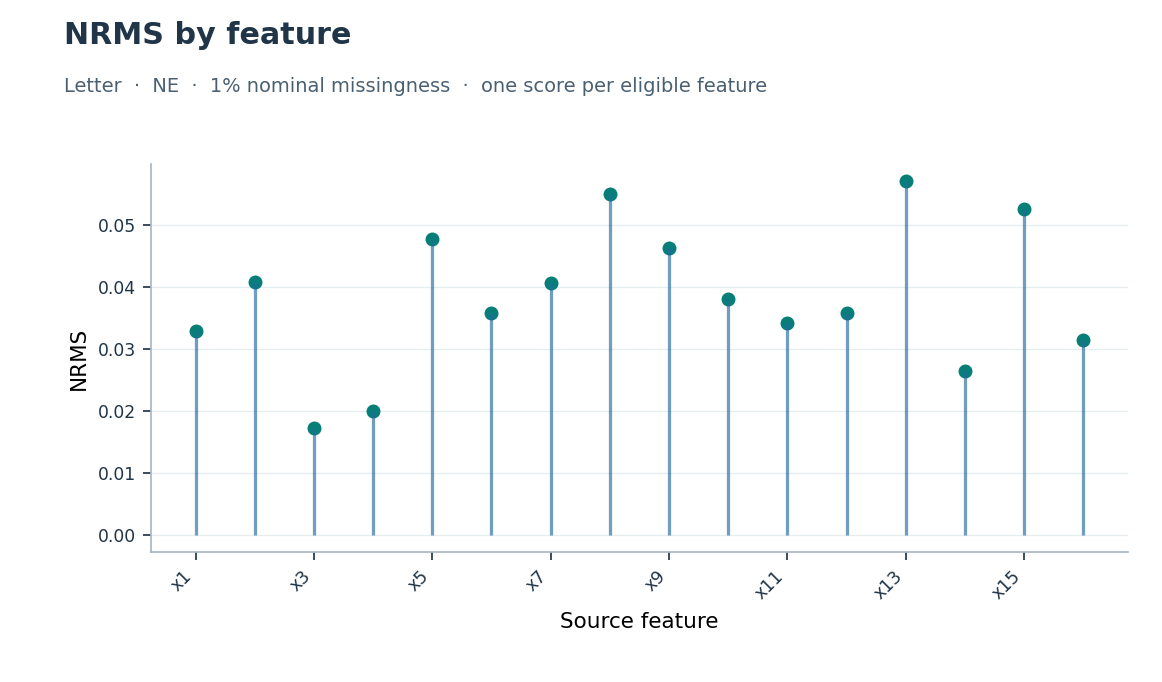 NRMS by feature
Letter · NE · 1% nominal missingness · one score per eligible feature
NRMS
0.05
0.04
0.03
0.02
0.01
0.00
x1 x3 x5 x7 x9 x11 x13 x15
Source feature